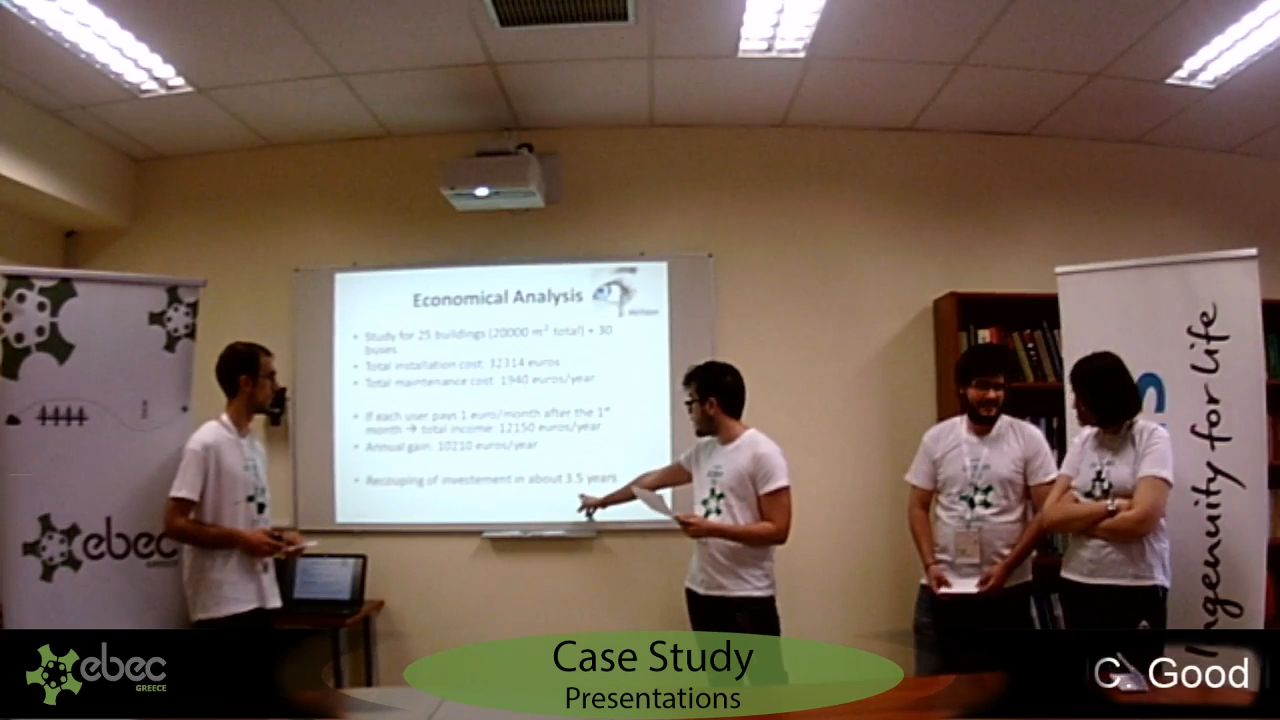 Economical Analysis
• Study for 25 buildings (20000 m² total) + 30
buses
• Total installation cost: 32314 euros
• Total maintenance cost: 1940 euros/year
• If each user pays 1 euro/month after the 1st
month → total income: 12150 euros/year
• Annual gain: 10210 euros/year
• Recouping of investement in about 3.5 years
ebec
GREECE
S
ngenuity for life
ebec
GREECE
Case Study
Presentations
G. Good